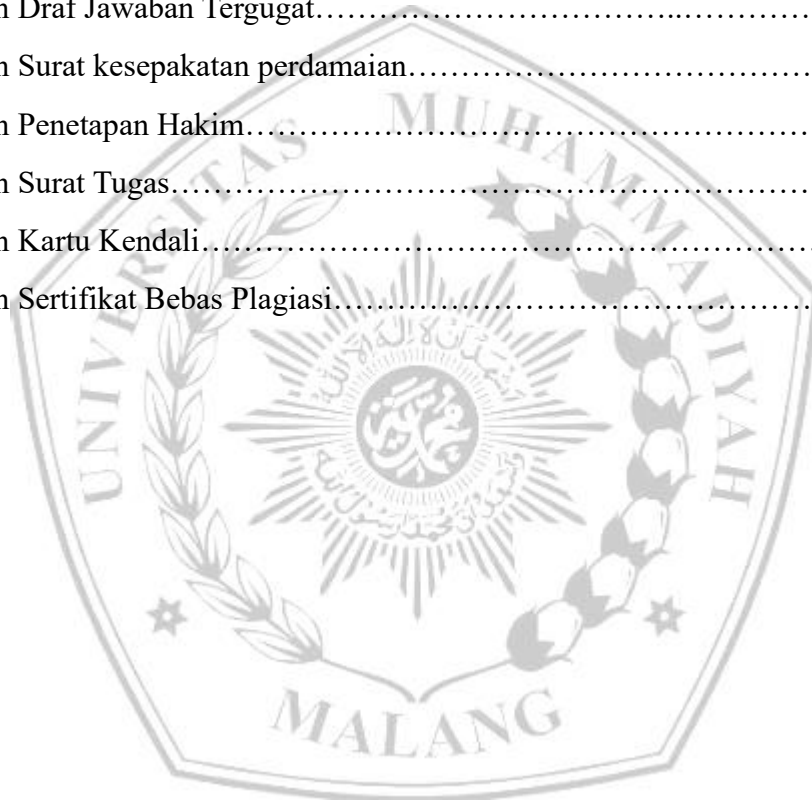 n Draf Jawaban Tergugat…………………………………..…………
n Surat kesepakatan perdamaian…………………………………
n Penetapan Hakim…………………………………………………
n Surat Tugas…………………………………………………………
n Kartu Kendali………………………………………………………
n Sertifikat Bebas Plagiasi…………………………………………
UNIVERSITAS MUHAMMADIYAH
MALANG